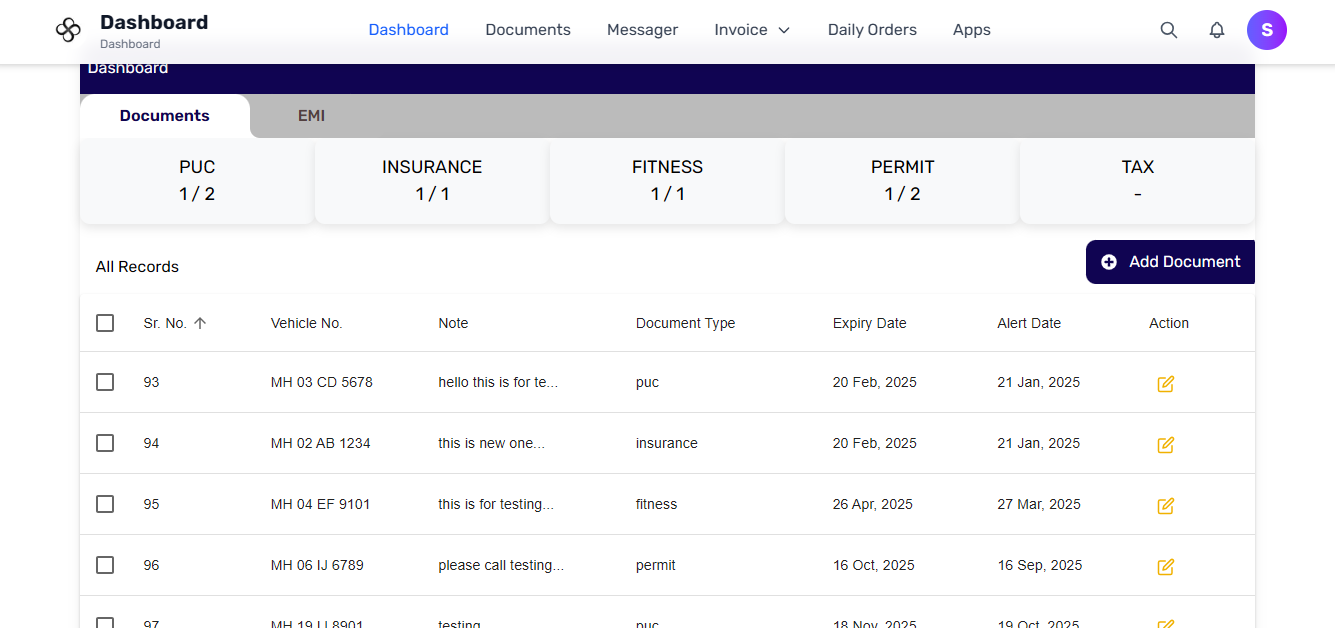 Dashboard
Dashboard
Dashboard Documents Messager Invoice Daily Orders Apps
S
Dashboard
Documents EMI
PUC INSURANCE FITNESS PERMIT TAX
1 / 2 1 / 1 1 / 1 1 / 2 -
All Records
Add Document
Sr. No. Vehicle No. Note Document Type Expiry Date Alert Date Action
93 MH 03 CD 5678 hello this is for te... puc 20 Feb, 2025 21 Jan, 2025
94 MH 02 AB 1234 this is new one... insurance 20 Feb, 2025 21 Jan, 2025
95 MH 04 EF 9101 this is for testing... fitness 26 Apr, 2025 27 Mar, 2025
96 MH 06 IJ 6789 please call testing... permit 16 Oct, 2025 16 Sep, 2025
97 MH 19 8901 testing puc 18 Nov, 2025 19 Oct, 2025